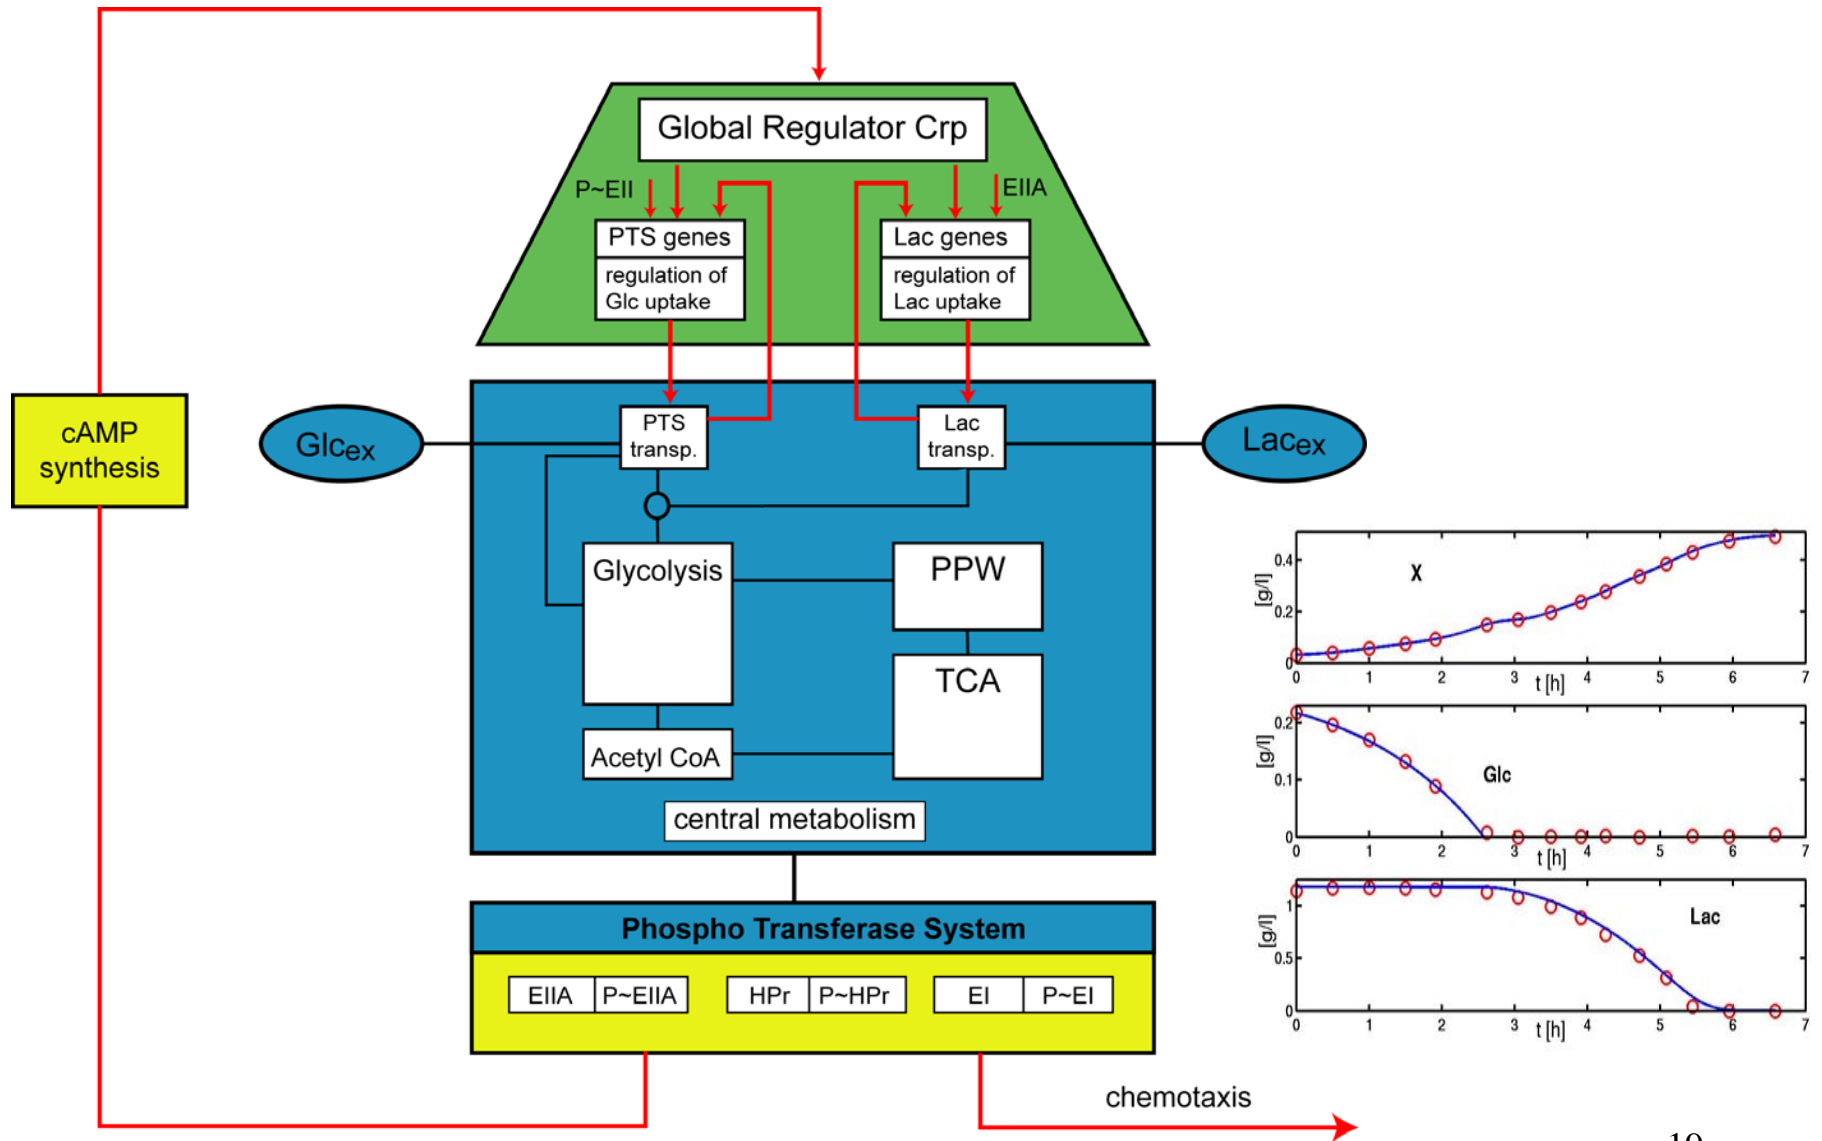 Global Regulator Crp
P~EII
EIIA
PTS genes
regulation of
Glc uptake
Lac genes
regulation of
Lac uptake
cAMP
synthesis
Glcex
PTS
transp.
Lac
transp.
Lacex
Glycolysis
PPW
TCA
Acetyl CoA
central metabolism
Phospho Transferase System
EIIA P~EIIA HPr P~HPr EI P~EI
chemotaxis
X
[g/l]
0.4
0.2
0
0 1 2 3 4 5 6 7
t [h]
Glc
[g/l]
0.2
0.1
0
0 1 2 3 4 5 6 7
t [h]
Lac
[g/l]
1
0.5
0
0 1 2 3 4 5 6 7
t [h]